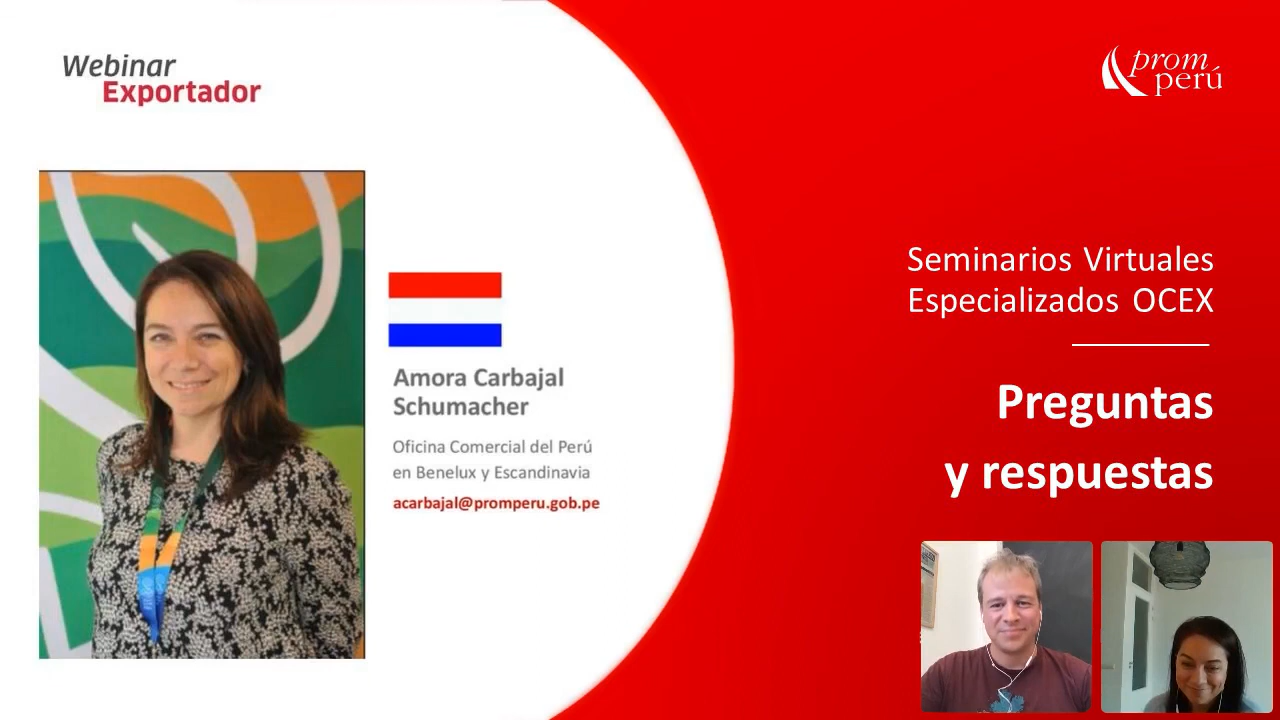 Webinar
Exportador
prom
perú
Seminarios Virtuales
Especializados OCEX
Preguntas
y respuestas
Amora Carbajal
Schumacher
Oficina Comercial del Perú
en Benelux y Escandinavia
acarbajal@promperu.gob.pe